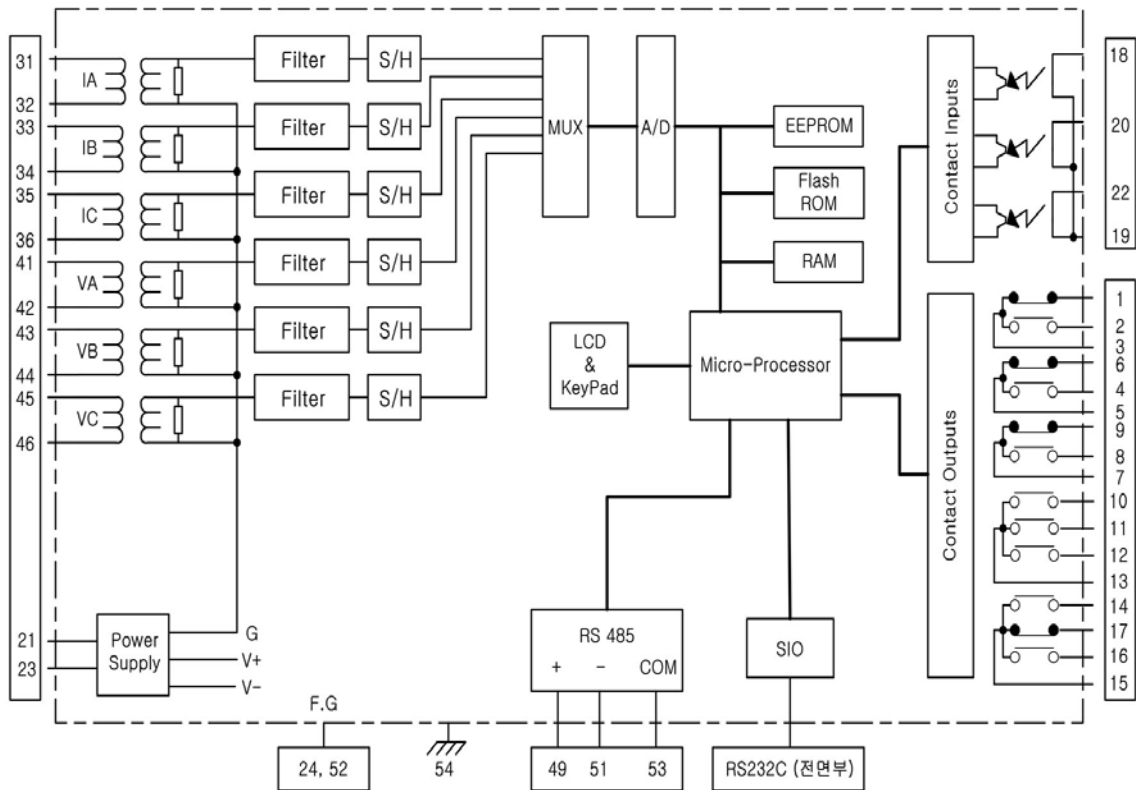 31
IA
32
33
IB
34
35
IC
36
41
VA
42
43
VB
44
45
VC
46
21
23
Filter
S/H
Filter
S/H
Filter
S/H
Filter
S/H
Filter
S/H
Filter
S/H
MUX
A/D
EEPROM
Flash
ROM
RAM
LCD
&
KeyPad
Micro-Processor
Contact Inputs
18
20
22
19
Contact Outputs
1
2
3
6
4
5
9
8
7
10
11
12
13
14
17
16
15
Power
Supply
G
V+
V-
RS 485
+ - COM
SIO
F.G
24, 52
54
49 51 53
RS232C (전면부)